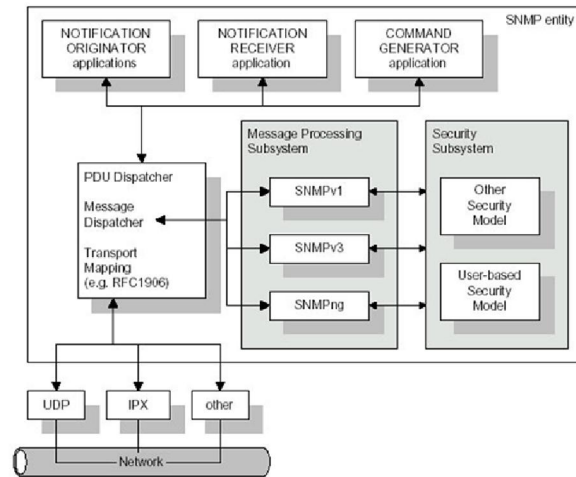 SNMP entity
NOTIFICATION
ORIGINATOR
applications
NOTIFICATION
RECEIVER
application
COMMAND
GENERATOR
application
PDU Dispatcher
Message
Dispatcher
Transport
Mapping
(e.g. RFC1906)
Message Processing
Subsystem
SNMPv1
SNMPv3
SNMPng
Security
Subsystem
Other
Security
Model
User-based
Security
Model
UDP
IPX
other
Network